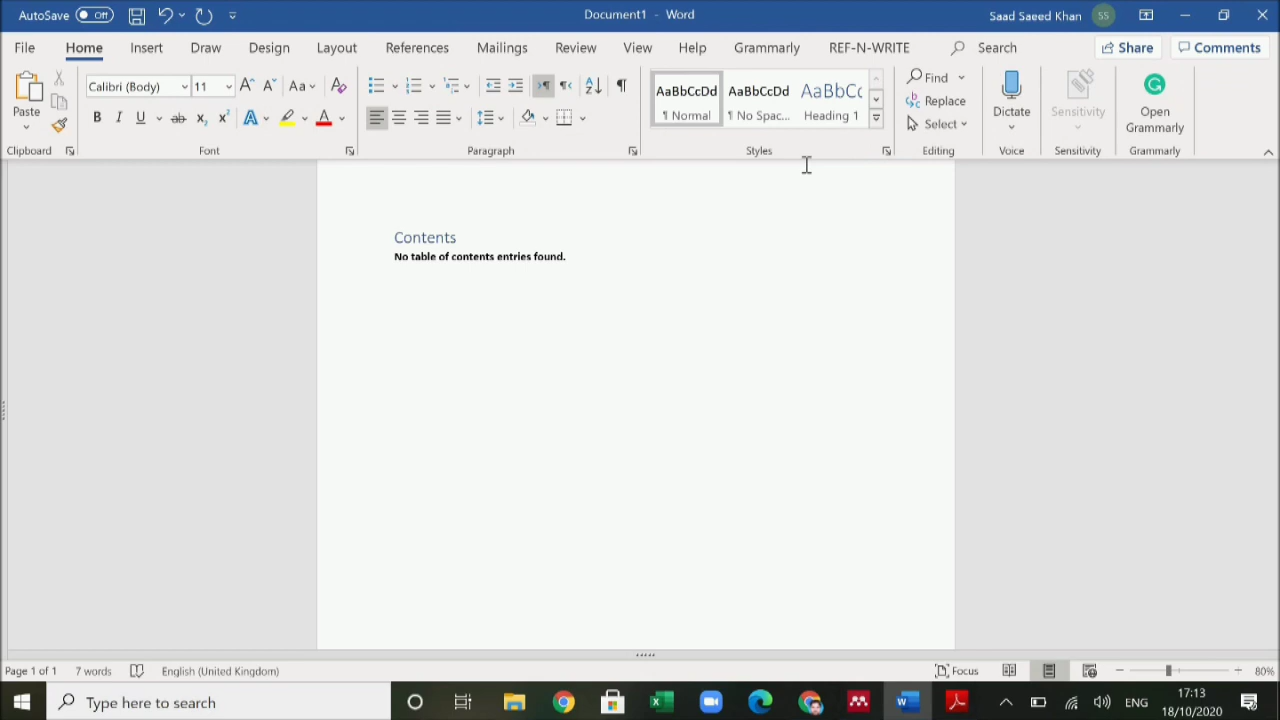 AutoSave Off
Document1 - Word
Saad Saeed Khan SS
File Home Insert Draw Design Layout References Mailings Review View Help Grammarly REF-N-WRITE Search
Share Comments
Paste
Clipboard
Calibri (Body) 11
Font
Paragraph
AaBbCcDd AaBbCcDd AaBbCc
¶ Normal ¶ No Spac... Heading 1
Styles
Find
Replace
Select
Editing
Dictate
Voice
Sensitivity
Sensitivity
Open
Grammarly
Grammarly
Contents
No table of contents entries found.
Page 1 of 1 7 words English (United Kingdom) Focus 80%
Type here to search
ENG
17:13
18/10/2020